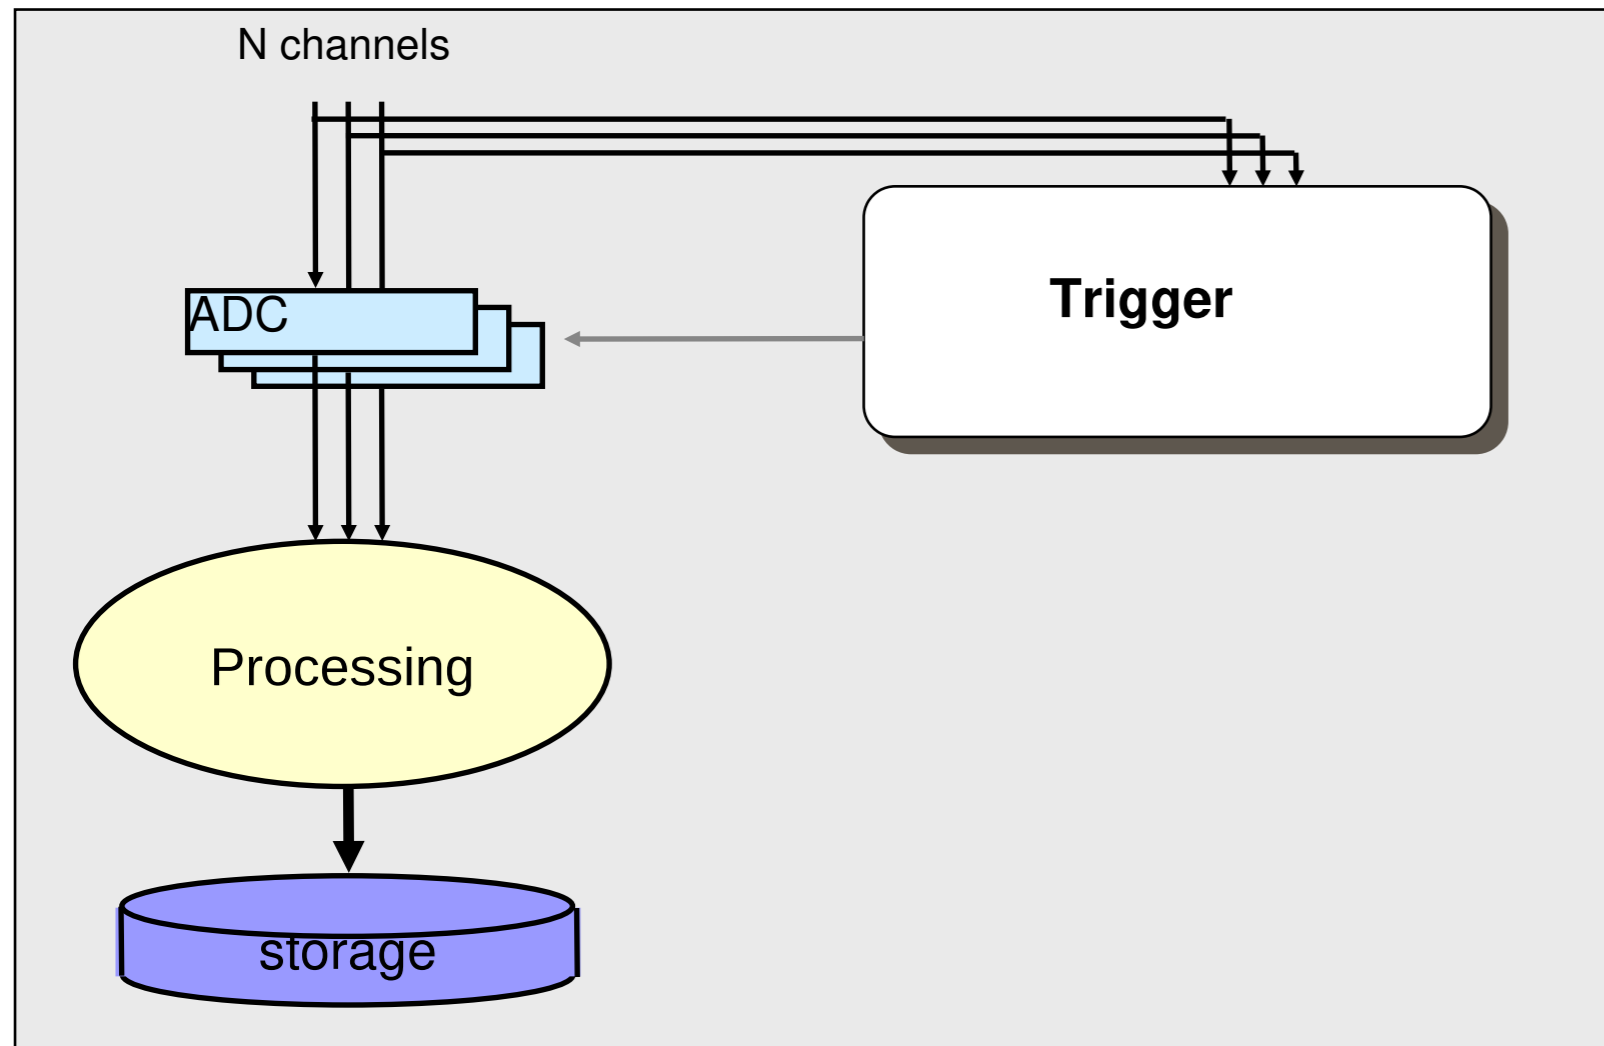 N channels
ADC
Trigger
Processing
storage